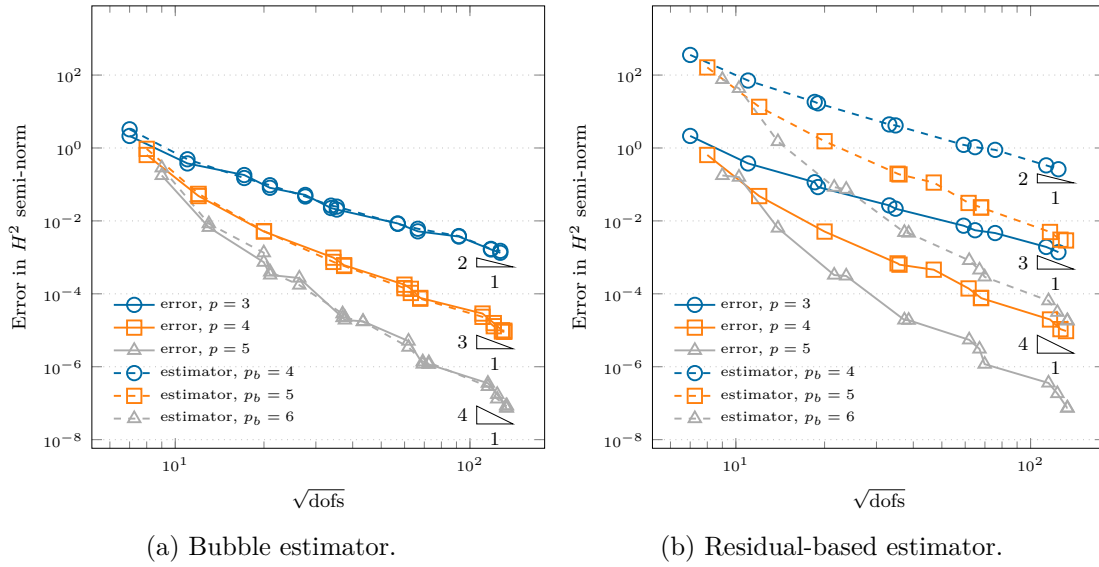 10^2
10^0
10^{-2}
10^{-4}
10^{-6}
10^{-8}
Error in H^2 semi-norm
error, p = 3
error, p = 4
error, p = 5
estimator, p_b = 4
estimator, p_b = 5
estimator, p_b = 6
2
1
3
1
4
1
10^1
10^2
√dofs
(a) Bubble estimator.
10^2
10^0
10^{-2}
10^{-4}
10^{-6}
10^{-8}
Error in H^2 semi-norm
error, p = 3
error, p = 4
error, p = 5
estimator, p_b = 4
estimator, p_b = 5
estimator, p_b = 6
2
1
3
1
4
1
10^1
10^2
√dofs
(b) Residual-based estimator.